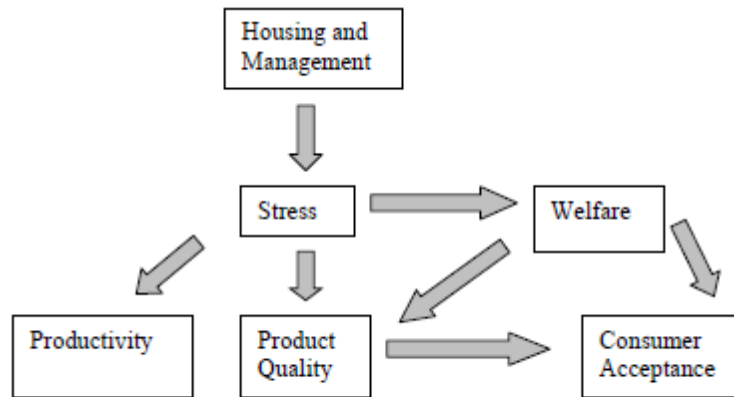 Housing and
Management
Stress
Welfare
Productivity
Product
Quality
Consumer
Acceptance